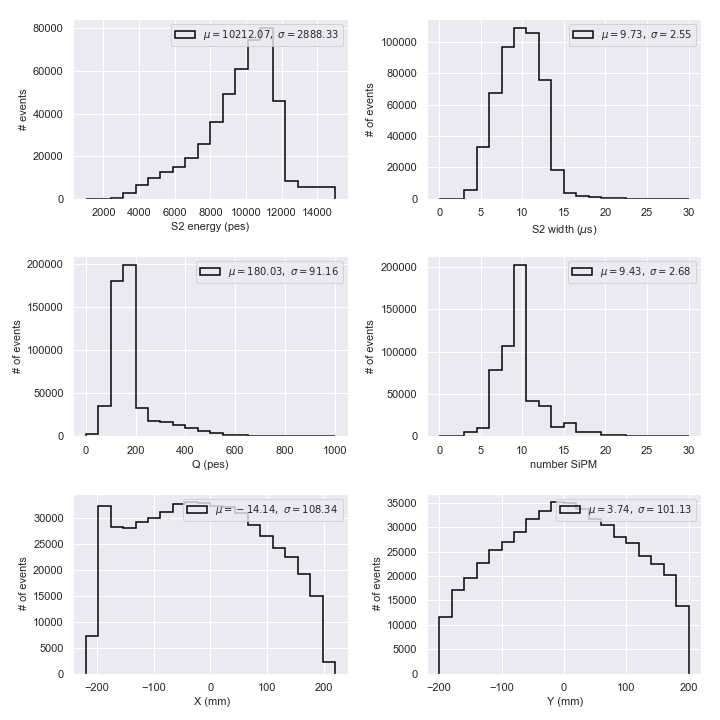 μ = 10212.07, σ = 2888.33
80000
60000
40000
20000
0
# events
2000 4000 6000 8000 10000 12000 14000
S2 energy (pes)
μ = 9.73, σ = 2.55
100000
80000
60000
40000
20000
0
# of events
0 5 10 15 20 25 30
S2 width (μs)
μ = 180.03, σ = 91.16
200000
150000
100000
50000
0
# of events
0 200 400 600 800 1000
Q (pes)
μ = 9.43, σ = 2.68
200000
150000
100000
50000
0
# of events
0 5 10 15 20 25 30
number SiPM
μ = −14.14, σ = 108.34
30000
25000
20000
15000
10000
5000
0
# of events
−200 −100 0 100 200
X (mm)
μ = 3.74, σ = 101.13
35000
30000
25000
20000
15000
10000
5000
0
# of events
−200 −100 0 100 200
Y (mm)